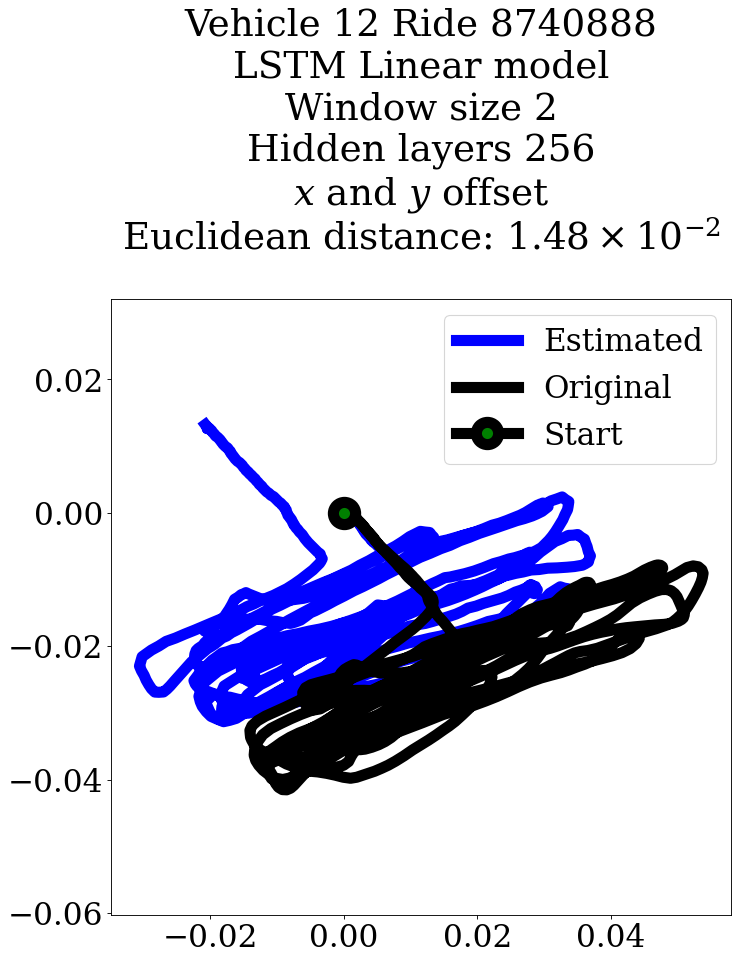 Vehicle 12 Ride 8740888
LSTM Linear model
Window size 2
Hidden layers 256
x and y offset
Euclidean distance: 1.48 × 10⁻²
Estimated
Original
Start
0.02
0.00
−0.02
−0.04
−0.06
−0.02 0.00 0.02 0.04